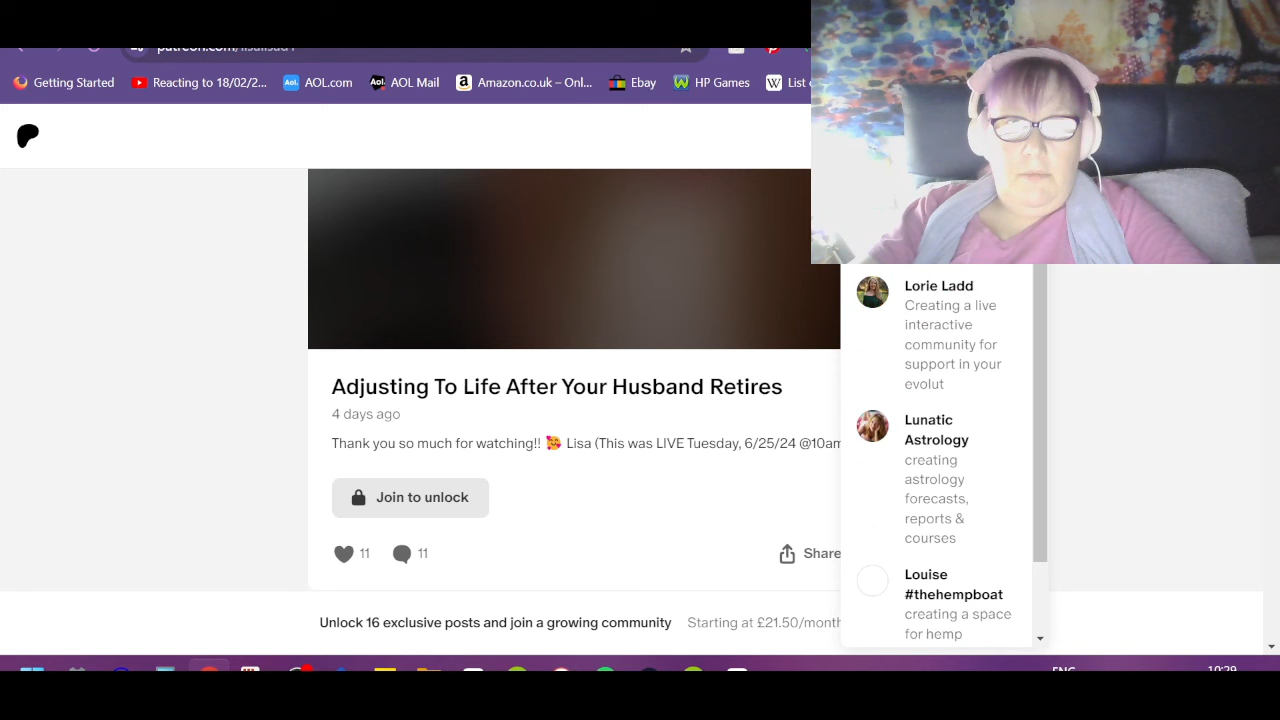 Getting Started
Reacting to 18/02/2...
AOL.com
AOL Mail
Amazon.co.uk – Onl...
Ebay
HP Games
List
Adjusting To Life After Your Husband Retires
4 days ago
Thank you so much for watching!! 🥰 Lisa (This was LIVE Tuesday, 6/25/24 @10am
Join to unlock
11
11
Share
Unlock 16 exclusive posts and join a growing community
Starting at £21.50/month
Lorie Ladd
Creating a live
interactive
community for
support in your
evolut
Lunatic
Astrology
creating
astrology
forecasts,
reports &
courses
Louise
#thehempboat
creating a space
for hemp
ENG
10:29